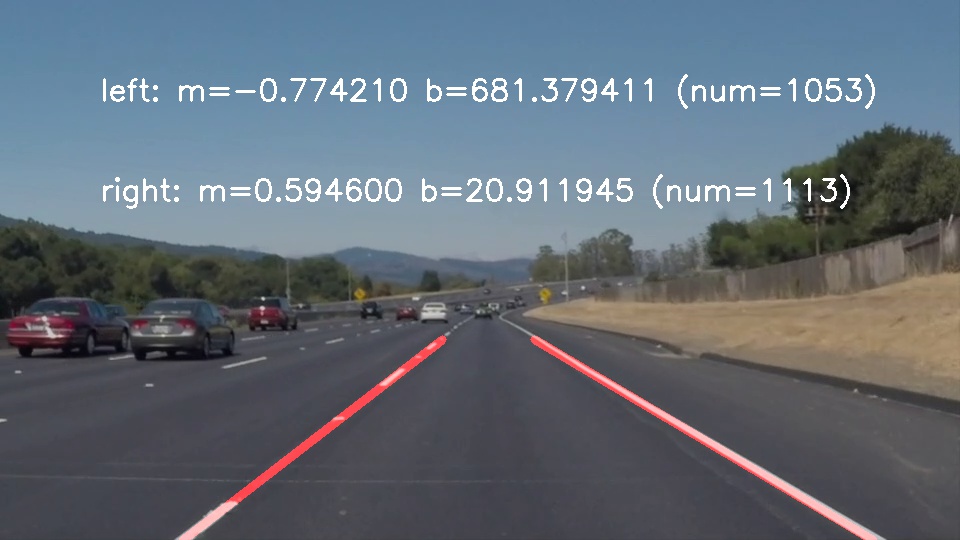 left: m=−0.774210 b=681.379411 (num=1053)
right: m=0.594600 b=20.911945 (num=1113)